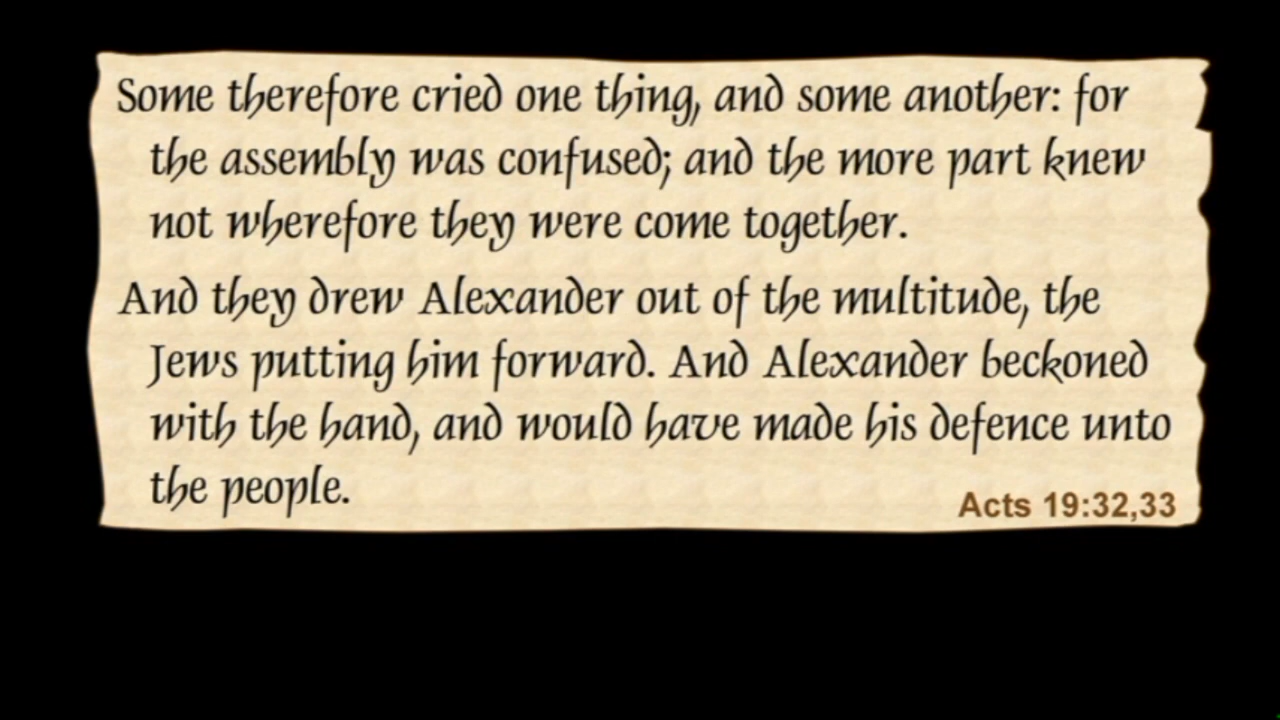 Some therefore cried one thing, and some another: for
the assembly was confused; and the more part knew
not wherefore they were come together.
And they drew Alexander out of the multitude, the
Jews putting him forward. And Alexander beckoned
with the hand, and would have made his defence unto
the people.
Acts 19:32,33